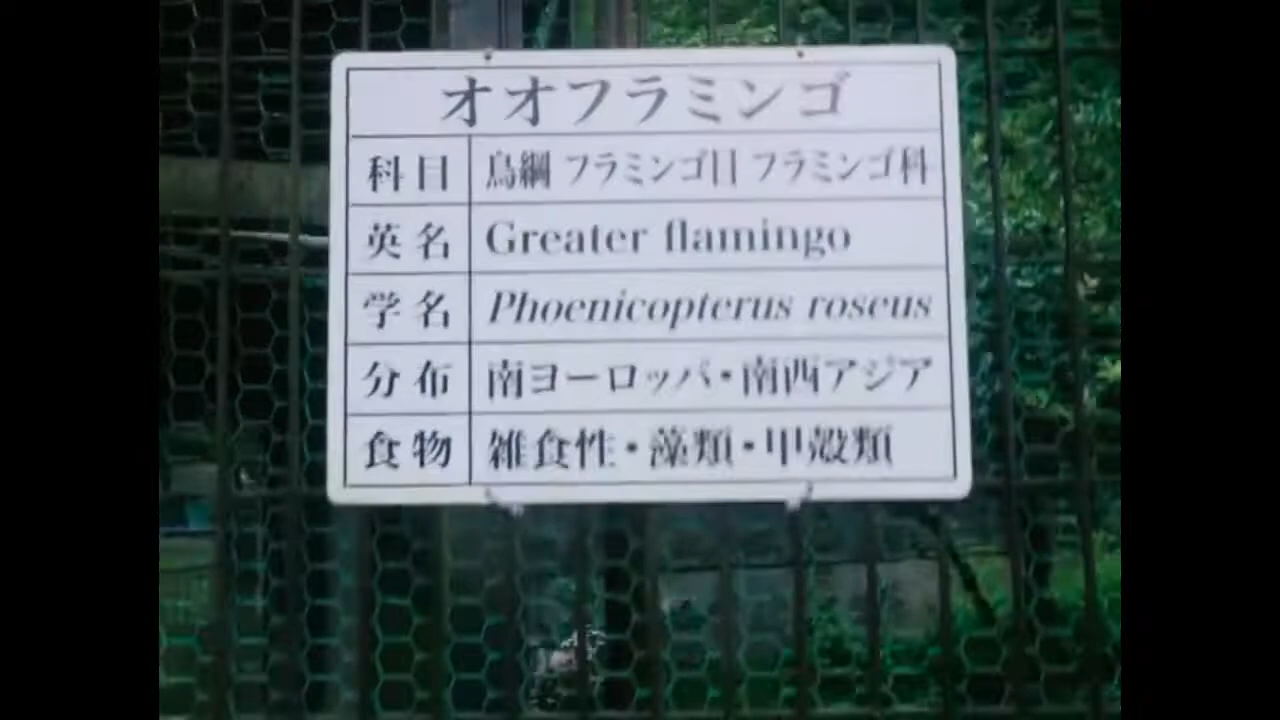 オオフラミンゴ
科目 鳥綱 フラミンゴ目 フラミンゴ科
英名 Greater flamingo
学名 Phoenicopterus roseus
分布 南ヨーロッパ・南西アジア
食物 雑食性・藻類・甲殻類